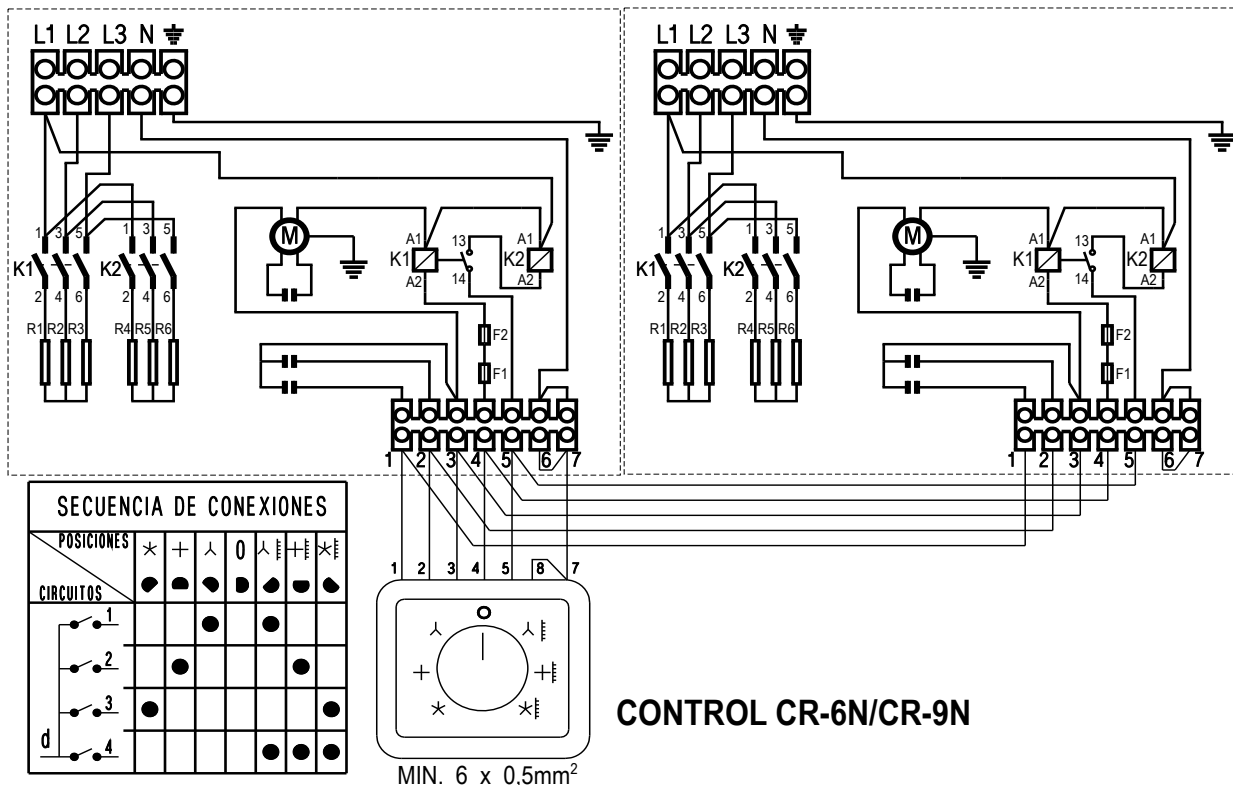 L1 L2 L3 N
L1 L2 L3 N
1 3 5 1 3 5
K1 K2
2 4 6 2 4 6
R1 R2 R3 R4 R5 R6
M
A1 13 A1
K1 K2
A2 14 A2
F2
F1
1 2 3 4 5 6 7
1 3 5 1 3 5
K1 K2
2 4 6 2 4 6
R1 R2 R3 R4 R5 R6
M
A1 13 A1
K1 K2
A2 14 A2
F2
F1
1 2 3 4 5 6 7
SECUENCIA DE CONEXIONES
POSICIONES
0
CIRCUITOS
1
2
3
d 4
1 2 3 4 5 8 7
O
CONTROL CR-6N/CR-9N
MIN. 6 x 0,5mm²